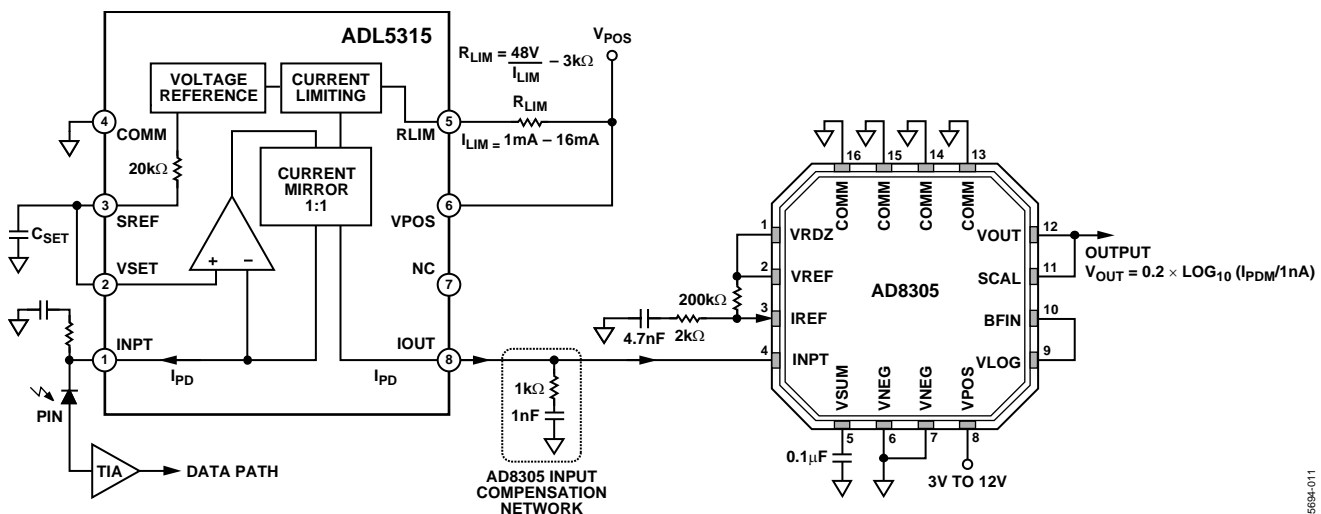 ADL5315
VOLTAGE
REFERENCE
CURRENT
LIMITING
4
COMM
20kΩ
3
SREF
C_SET
2
VSET
+
−
CURRENT
MIRROR
1:1
1
INPT
I_PD
PIN
TIA
DATA PATH
5
RLIM
R_LIM = 48V / I_LIM − 3kΩ
V_POS
R_LIM
I_LIM = 1mA − 16mA
6
VPOS
NC
7
IOUT
8
I_PD
1kΩ
1nF
AD8305 INPUT
COMPENSATION
NETWORK
4.7nF
2kΩ
200kΩ
16
15
14
13
COMM
COMM
COMM
COMM
1
VRDZ
2
VREF
3
IREF
4
INPT
AD8305
VOUT
12
SCAL
11
BFIN
10
VLOG
9
OUTPUT
V_OUT = 0.2 × LOG10 (I_PDM/1nA)
VSUM
VNEG
VNEG
VPOS
5
6
7
8
0.1µF
3V TO 12V
5694-011